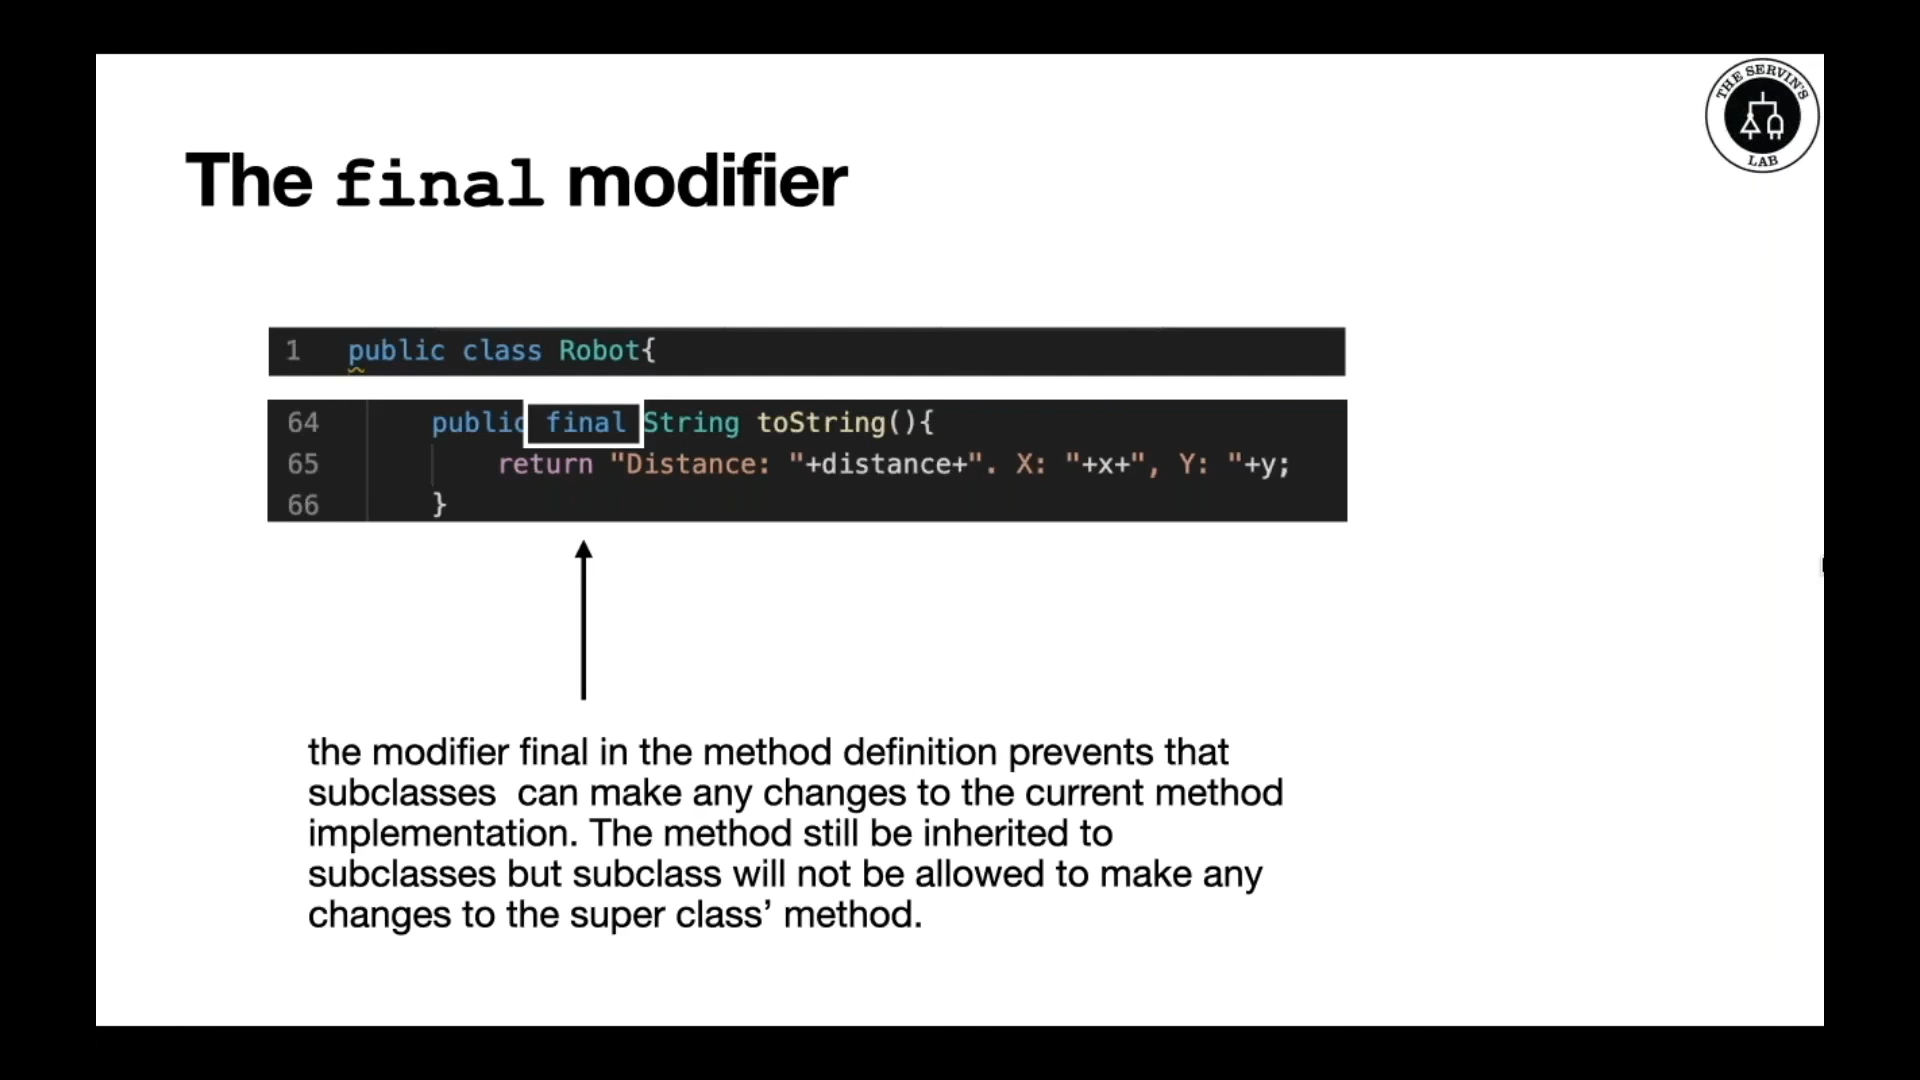 THE SERVIN'S
LAB
The final modifier
1 public class Robot{
64 public final String toString(){
65 return "Distance: "+distance+". X: "+x+", Y: "+y;
66 }
the modifier final in the method definition prevents that
subclasses can make any changes to the current method
implementation. The method still be inherited to
subclasses but subclass will not be allowed to make any
changes to the super class’ method.